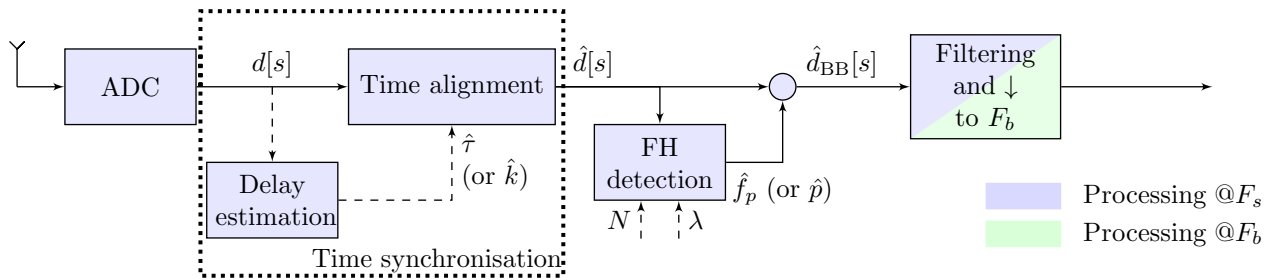 ADC
d[s]
Time alignment
d̂[s]
d̂_BB[s]
Filtering
and ↓
to F_b
τ̂
(or k̂)
Delay
estimation
FH
detection
f̂_p (or p̂)
N
λ
Time synchronisation
Processing @F_s
Processing @F_b